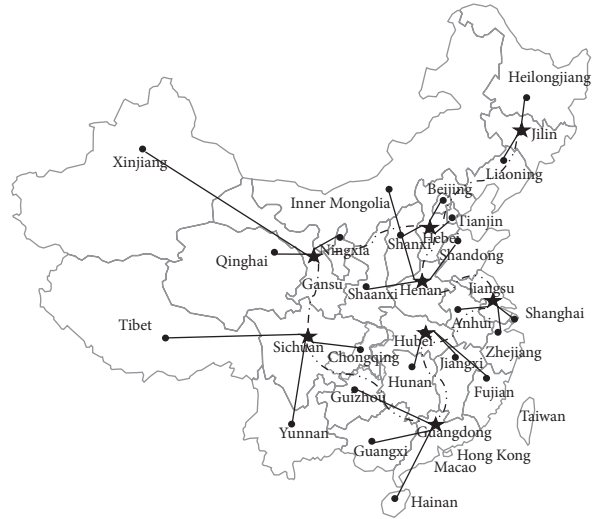 Heilongjiang
Jilin
Xinjiang
Liaoning
Beijing
Inner Mongolia
Tianjin
Shanxi
Hebei
Ningxia
Shandong
Qinghai
Gansu
Shaanxi
Henan
Jiangsu
Shanghai
Tibet
Anhui
Sichuan
Hubei
Zhejiang
Chongqing
Jiangxi
Hunan
Fujian
Guizhou
Taiwan
Yunnan
Guangdong
Guangxi
Hong Kong
Macao
Hainan